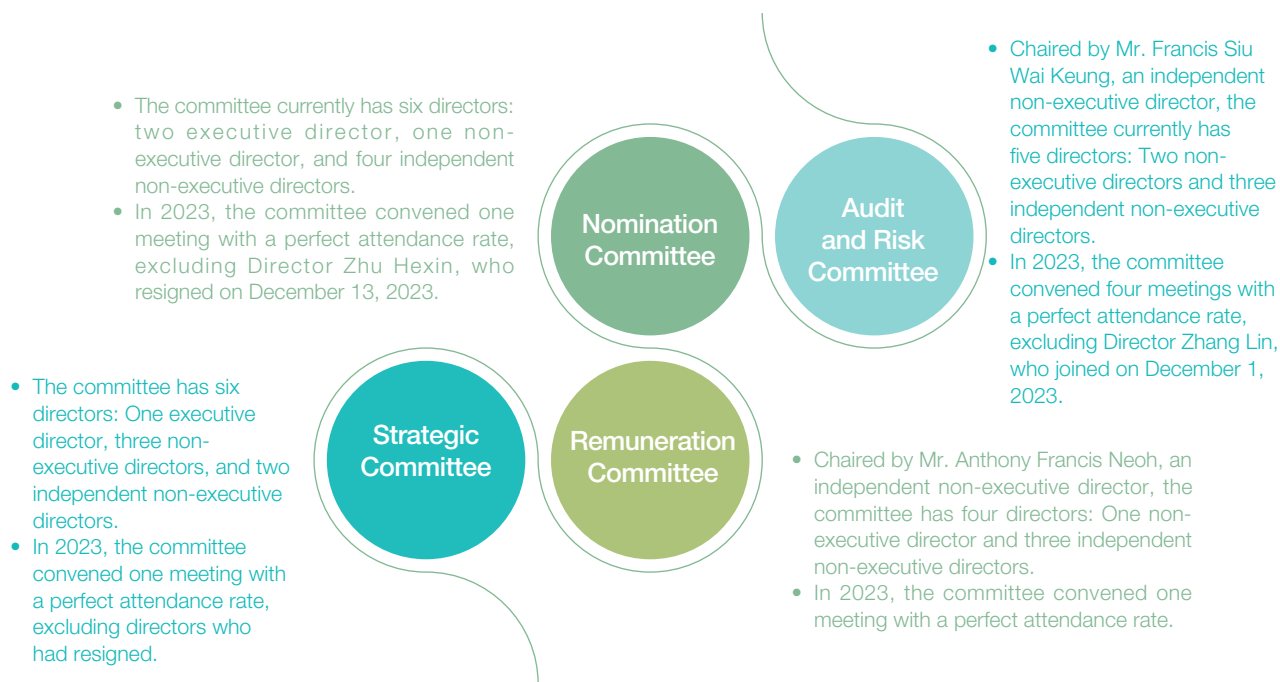 • The committee currently has six directors:
two executive director, one non-
executive director, and four independent
non-executive directors.
• In 2023, the committee convened one
meeting with a perfect attendance rate,
excluding Director Zhu Hexin, who
resigned on December 13, 2023.
Nomination
Committee
Audit
and Risk
Committee
• Chaired by Mr. Francis Siu
Wai Keung, an independent
non-executive director, the
committee currently has
five directors: Two non-
executive directors and three
independent non-executive
directors.
• In 2023, the committee
convened four meetings with
a perfect attendance rate,
excluding Director Zhang Lin,
who joined on December 1,
2023.
• The committee has six
directors: One executive
director, three non-
executive directors, and two
independent non-executive
directors.
• In 2023, the committee
convened one meeting with
a perfect attendance rate,
excluding directors who
had resigned.
Strategic
Committee
Remuneration
Committee
• Chaired by Mr. Anthony Francis Neoh, an
independent non-executive director, the
committee has four directors: One non-
executive director and three independent
non-executive directors.
• In 2023, the committee convened one
meeting with a perfect attendance rate.